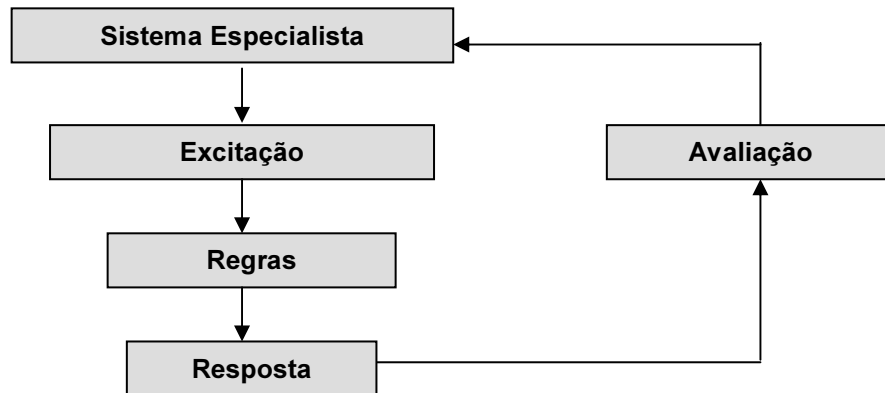 Sistema Especialista
Excitação
Avaliação
Regras
Resposta